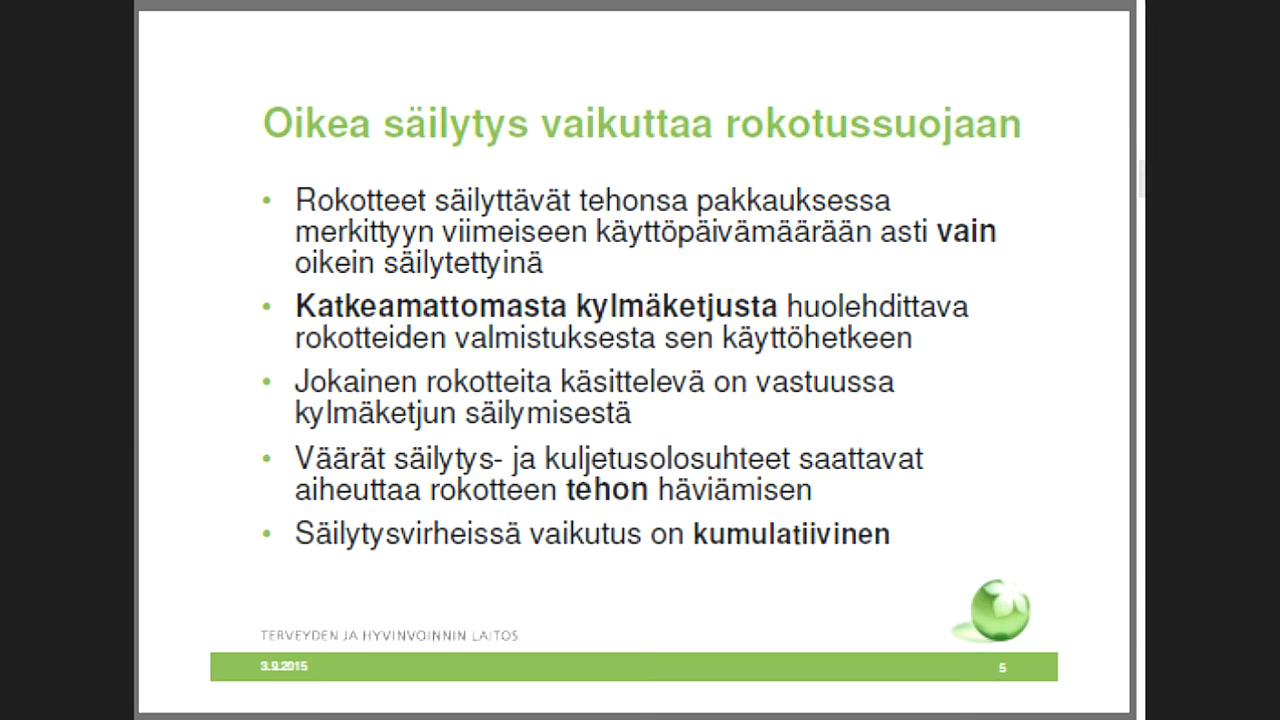 Oikea säilytys vaikuttaa rokotussuojaan
• Rokotteet säilyttävät tehonsa pakkauksessa
merkittyyn viimeiseen käyttöpäivämäärään asti vain
oikein säilytettyinä
• Katkeamattomasta kylmäketjusta huolehdittava
rokotteiden valmistuksesta sen käyttöhetkeen
• Jokainen rokotteita käsittelevä on vastuussa
kylmäketjun säilymisestä
• Väärät säilytys- ja kuljetusolosuhteet saattavat
aiheuttaa rokotteen tehon häviämisen
• Säilytysvirheissä vaikutus on kumulatiivinen
TERVEYDEN JA HYVINVOINNIN LAITOS
3.9.2015
5